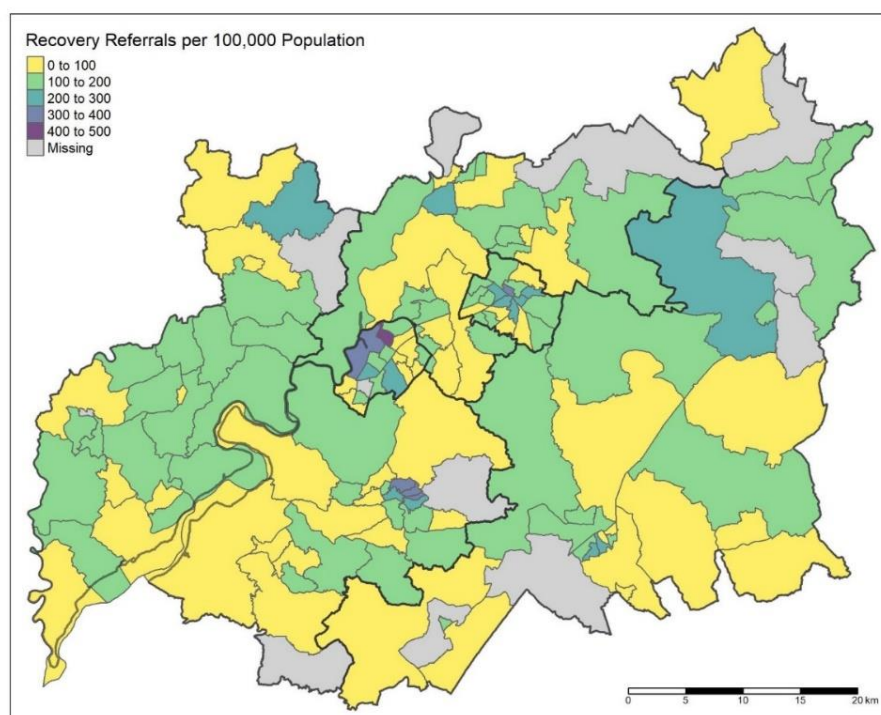 Recovery Referrals per 100,000 Population
0 to 100
100 to 200
200 to 300
300 to 400
400 to 500
Missing
0 5 10 15 20 km